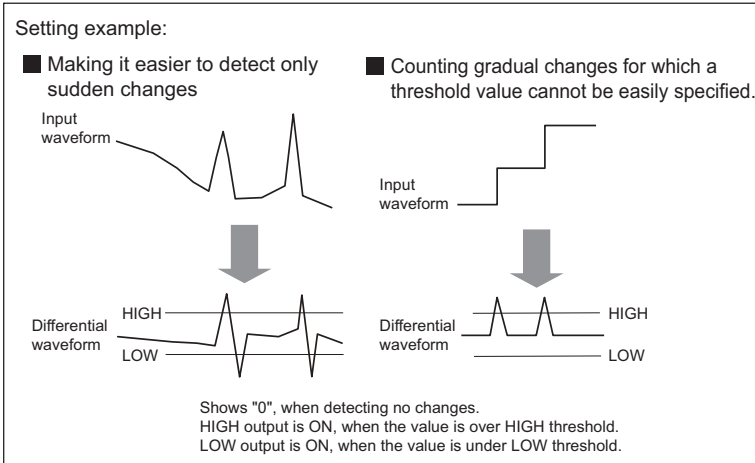 Setting example:
Making it easier to detect only
sudden changes
Input
waveform
HIGH
Differential
waveform
LOW
Counting gradual changes for which a
threshold value cannot be easily specified.
Input
waveform
Differential
waveform
HIGH
LOW
Shows "0", when detecting no changes.
HIGH output is ON, when the value is over HIGH threshold.
LOW output is ON, when the value is under LOW threshold.